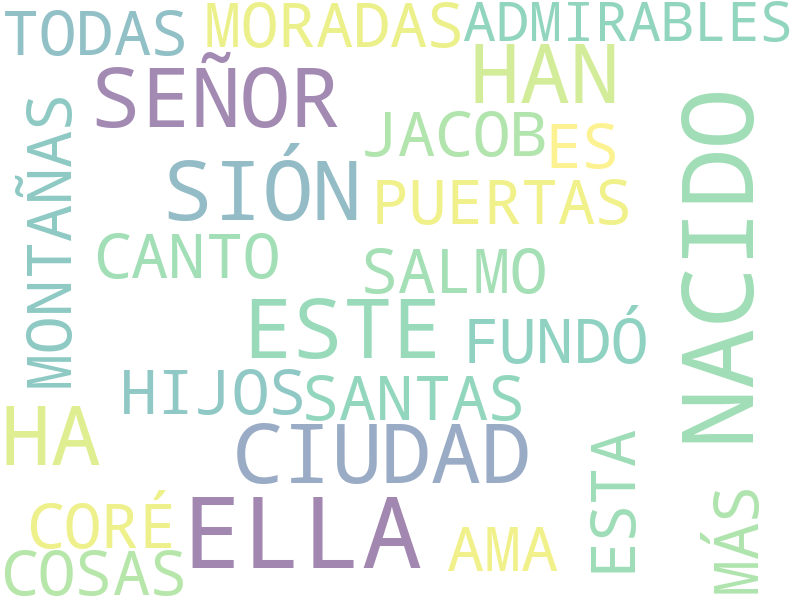 TODAS MORADAS ADMIRABLES
SEÑOR HAN
JACOB ES
SIÓN PUERTAS
MONTAÑAS
NACIDO
CANTO SALMO
ESTE FUNDÓ
HIJOS SANTAS
HA CIUDAD
ESTA
MÁS
CORÉ ELLA AMA
COSAS